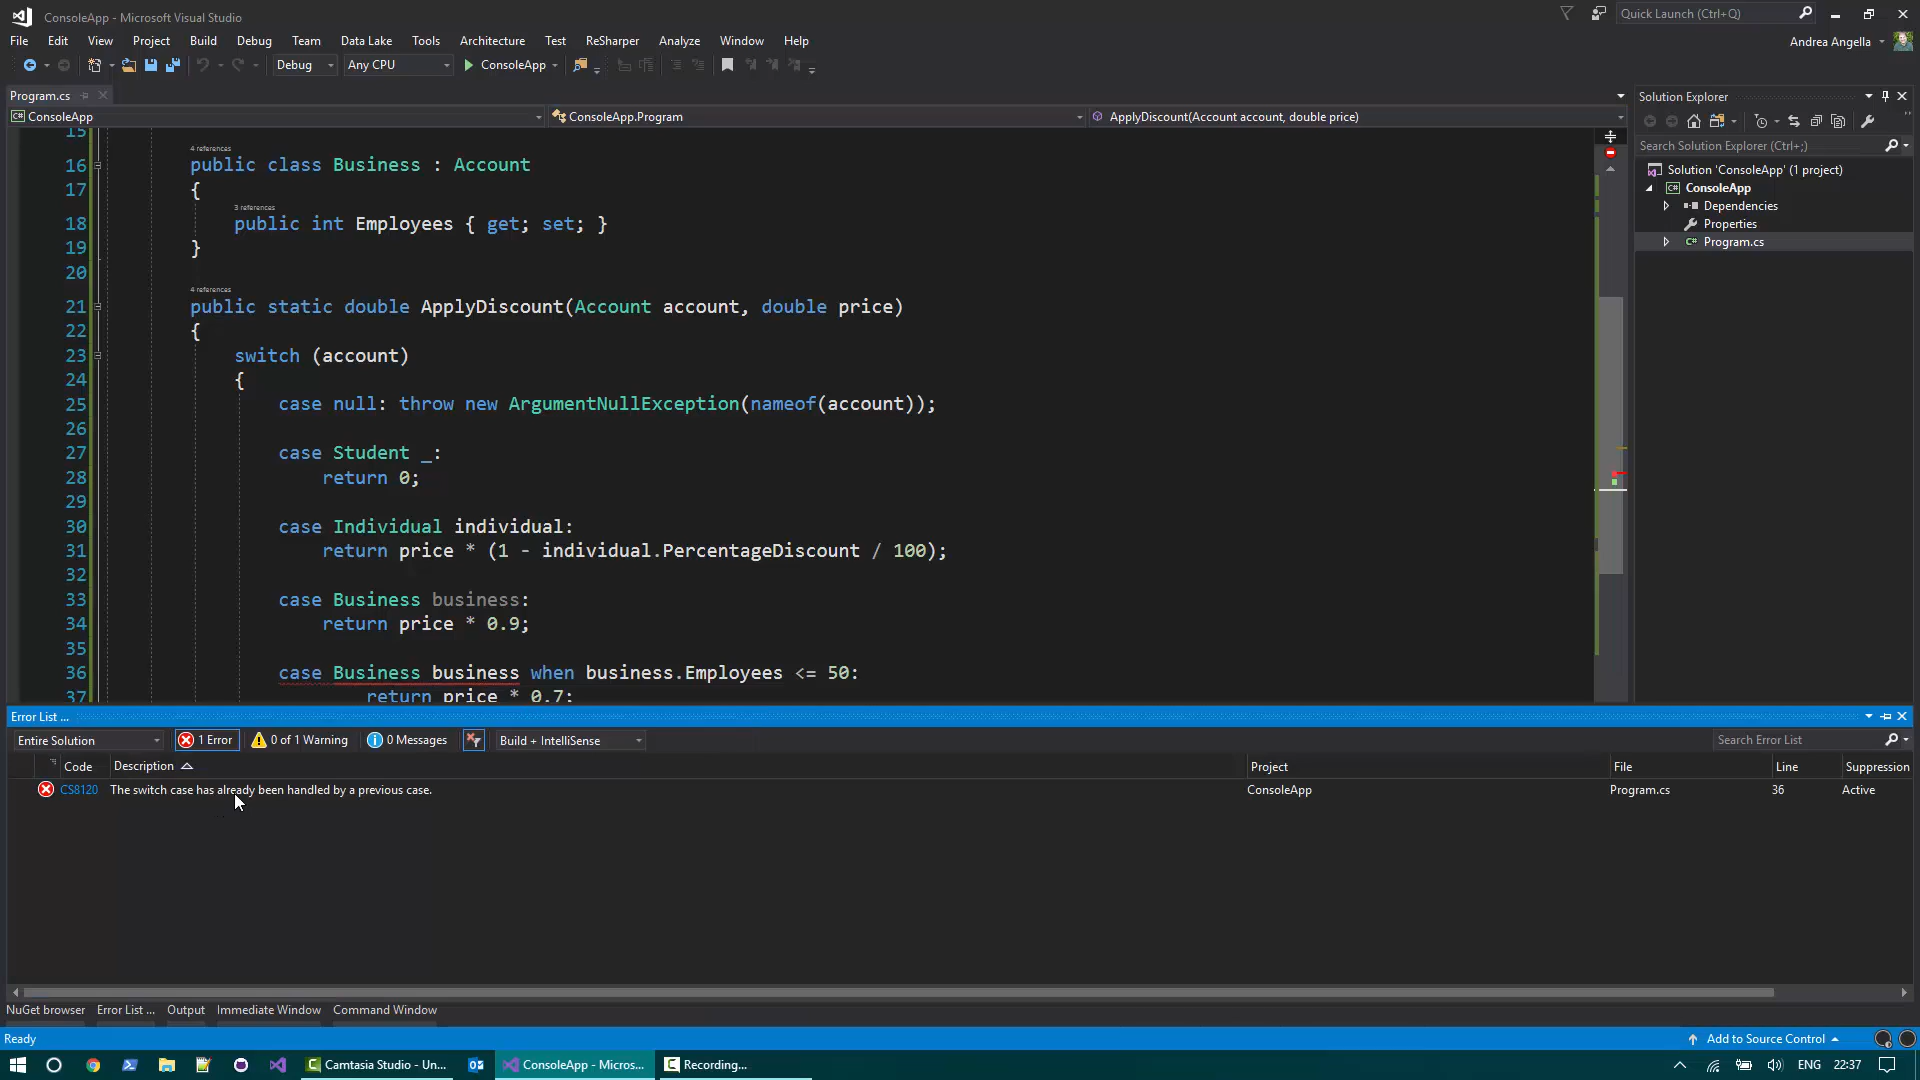 ConsoleApp - Microsoft Visual Studio
Quick Launch (Ctrl+Q)
File Edit View Project Build Debug Team Data Lake Tools Architecture Test ReSharper Analyze Window Help
Andrea Angella
Debug Any CPU ConsoleApp
Program.cs
ConsoleApp ConsoleApp.Program ApplyDiscount(Account account, double price)
Solution Explorer
Search Solution Explorer (Ctrl+;)
Solution 'ConsoleApp' (1 project)
ConsoleApp
Dependencies
Properties
Program.cs
15
4 references
16 public class Business : Account
17 {
3 references
18 public int Employees { get; set; }
19 }
20
4 references
21 public static double ApplyDiscount(Account account, double price)
22 {
23 switch (account)
24 {
25 case null: throw new ArgumentNullException(nameof(account));
26
27 case Student _:
28 return 0;
29
30 case Individual individual:
31 return price * (1 - individual.PercentageDiscount / 100);
32
33 case Business business:
34 return price * 0.9;
35
36 case Business business when business.Employees <= 50:
37 return price * 0.7;
Error List ...
Entire Solution 1 Error 0 of 1 Warning 0 Messages Build + IntelliSense Search Error List
Code Description Project File Line Suppression
CS8120 The switch case has already been handled by a previous case. ConsoleApp Program.cs 36 Active
NuGet browser Error List ... Output Immediate Window Command Window
Ready Add to Source Control
Camtasia Studio - Un... ConsoleApp - Micros... Recording... ENG 22:37